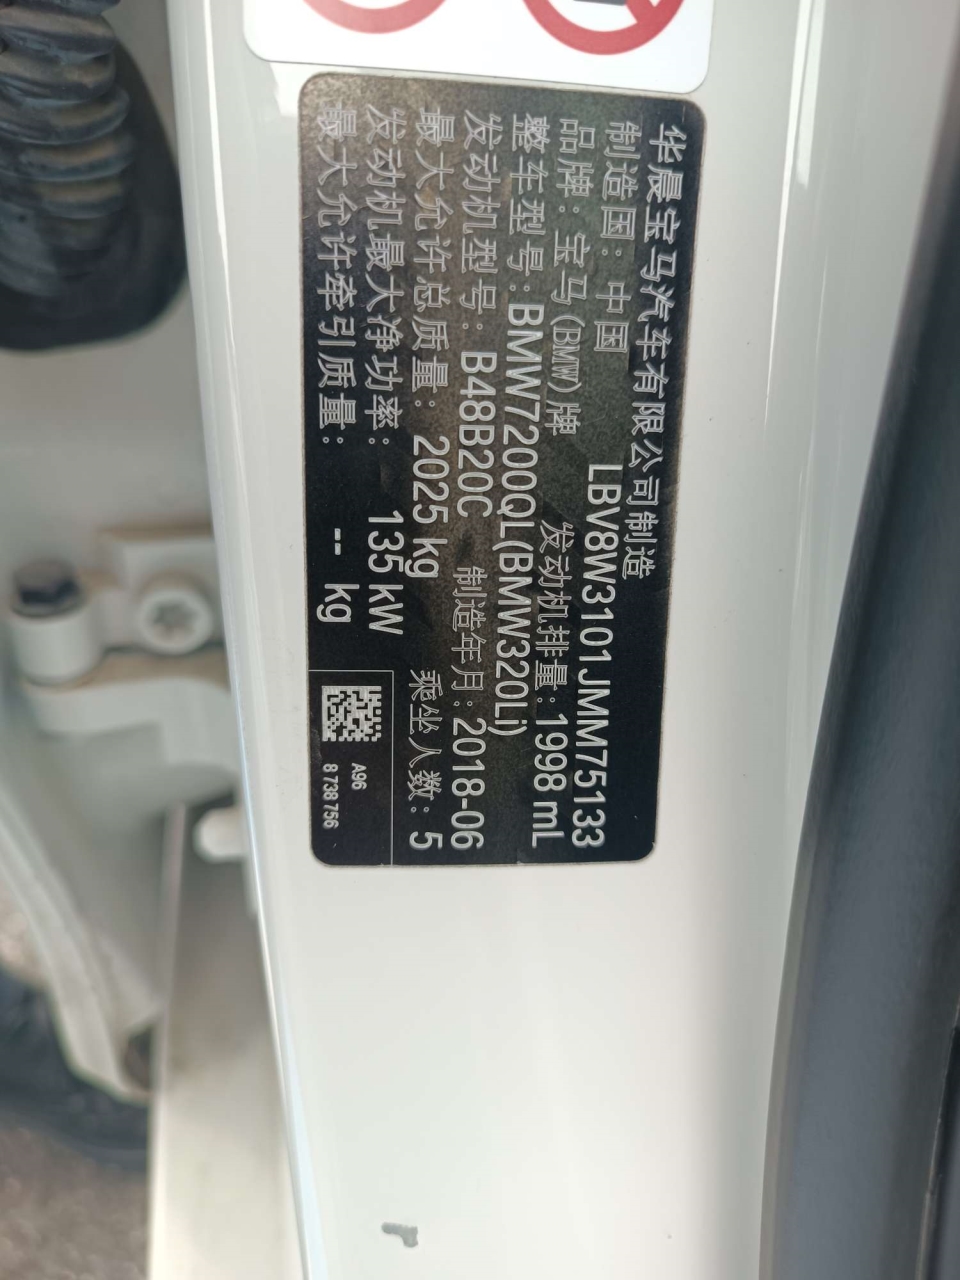 华晨宝马汽车有限公司制造
制造国：中国 LBV8W3101JMM75133
品牌：宝马(BMW)牌 发动机排量：1998 mL
整车型号：BMW7200QL(BMW320Li)
发动机型号：B48B20C 制造年月：2018-06
最大允许总质量：2025 kg 乘坐人数：5
发动机最大净功率：135 kW
最大允许牵引质量：-- kg
A96
8 738 756